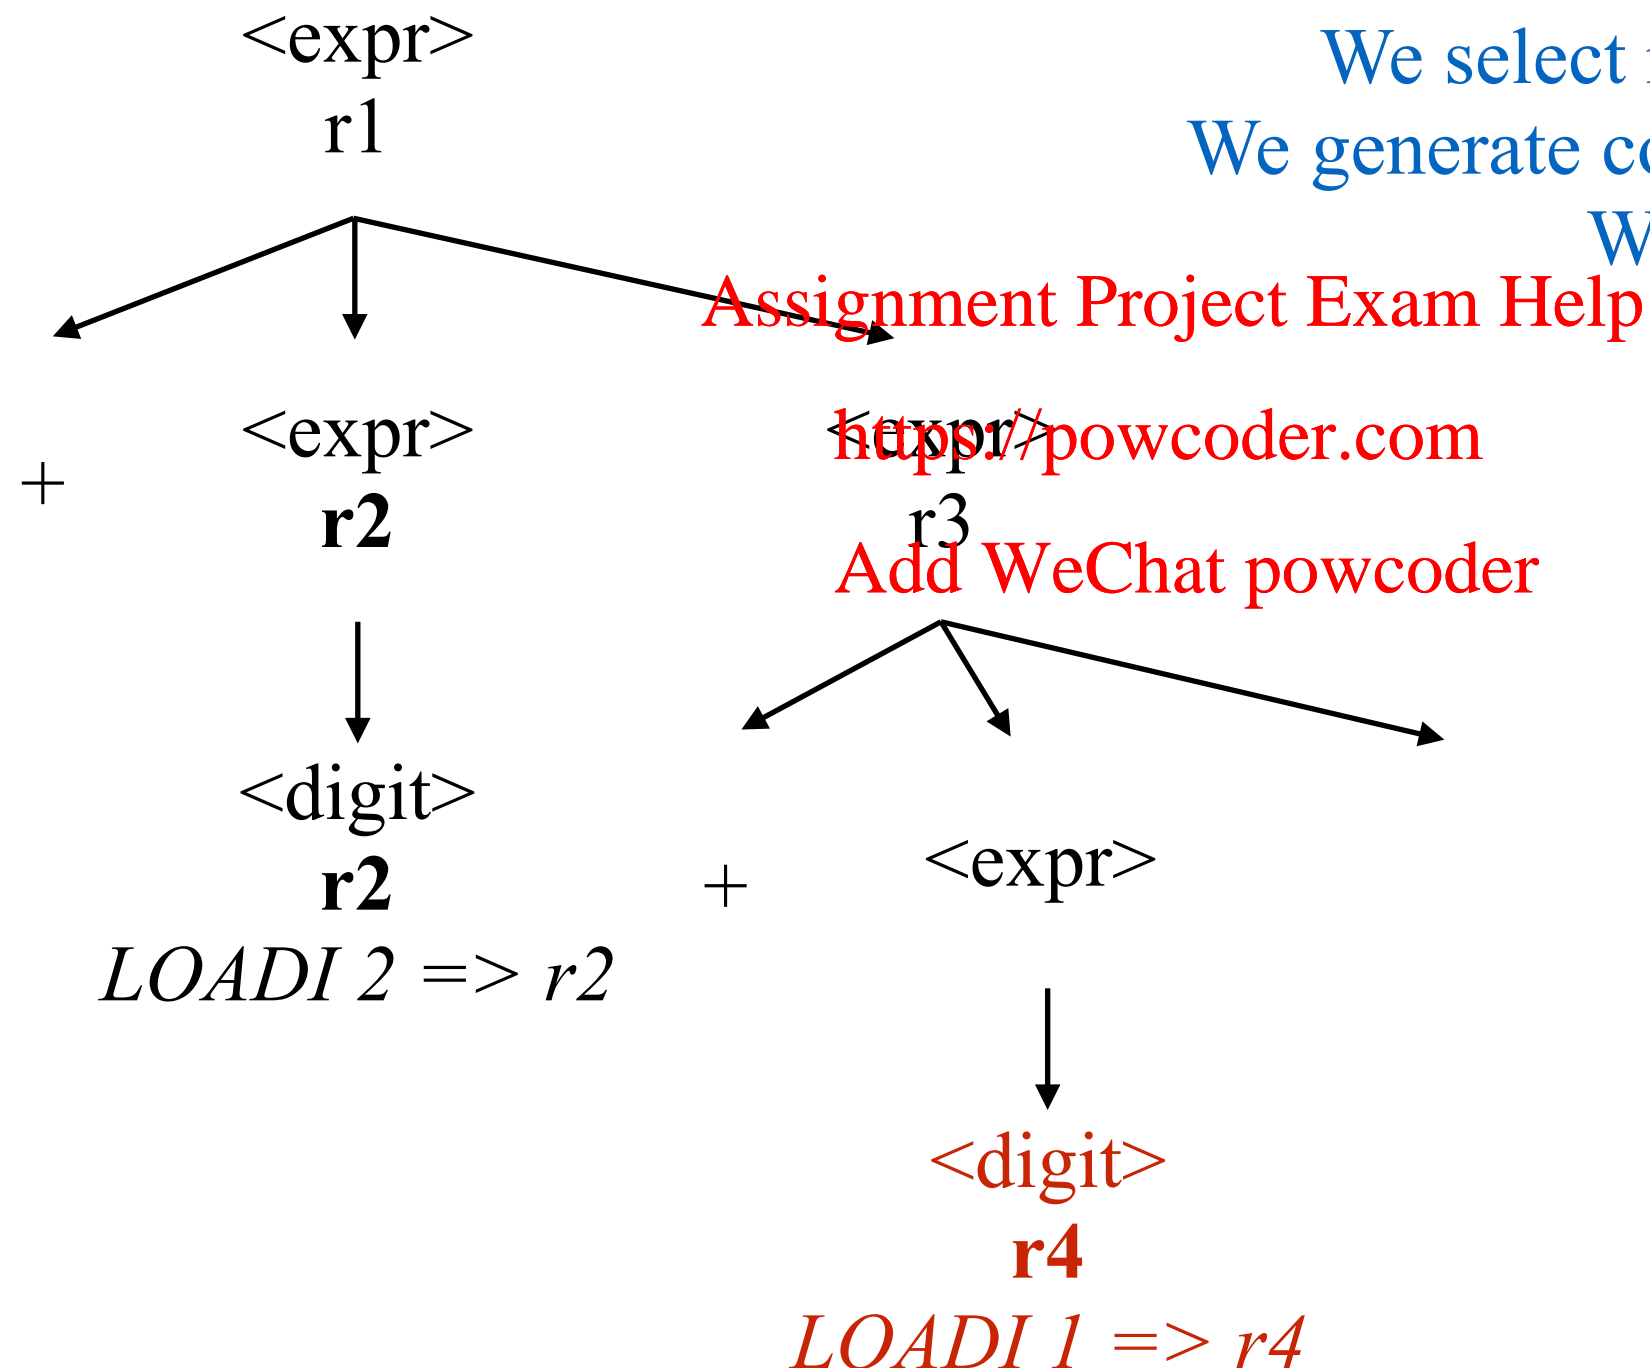 <expr>
r1
We select
We generate
Assignment Project Exam Help
<expr>
r2
+
<expr>
r3
https://powcoder.com
Add WeChat powcoder
<digit>
r2
LOADI 2 => r2
+
<expr>
<digit>
r4
LOADI 1 => r4